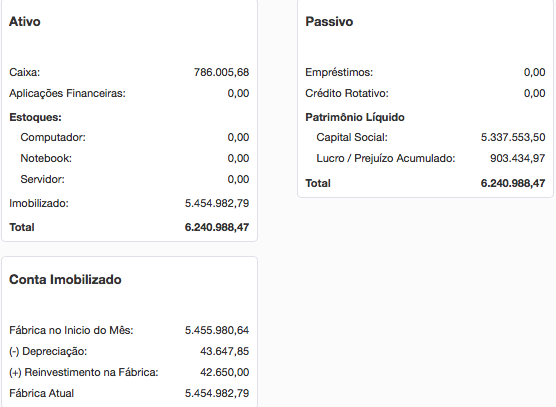 Ativo
Caixa: 786.005,68
Aplicações Financeiras: 0,00
Estoques:
Computador: 0,00
Notebook: 0,00
Servidor: 0,00
Imobilizado: 5.454.982,79
Total 6.240.988,47
Passivo
Empréstimos: 0,00
Crédito Rotativo: 0,00
Patrimônio Líquido
Capital Social: 5.337.553,50
Lucro / Prejuízo Acumulado: 903.434,97
Total 6.240.988,47
Conta Imobilizado
Fábrica no Inicio do Mês: 5.455.980,64
(-) Depreciação: 43.647,85
(+) Reinvestimento na Fábrica: 42.650,00
Fábrica Atual 5.454.982,79